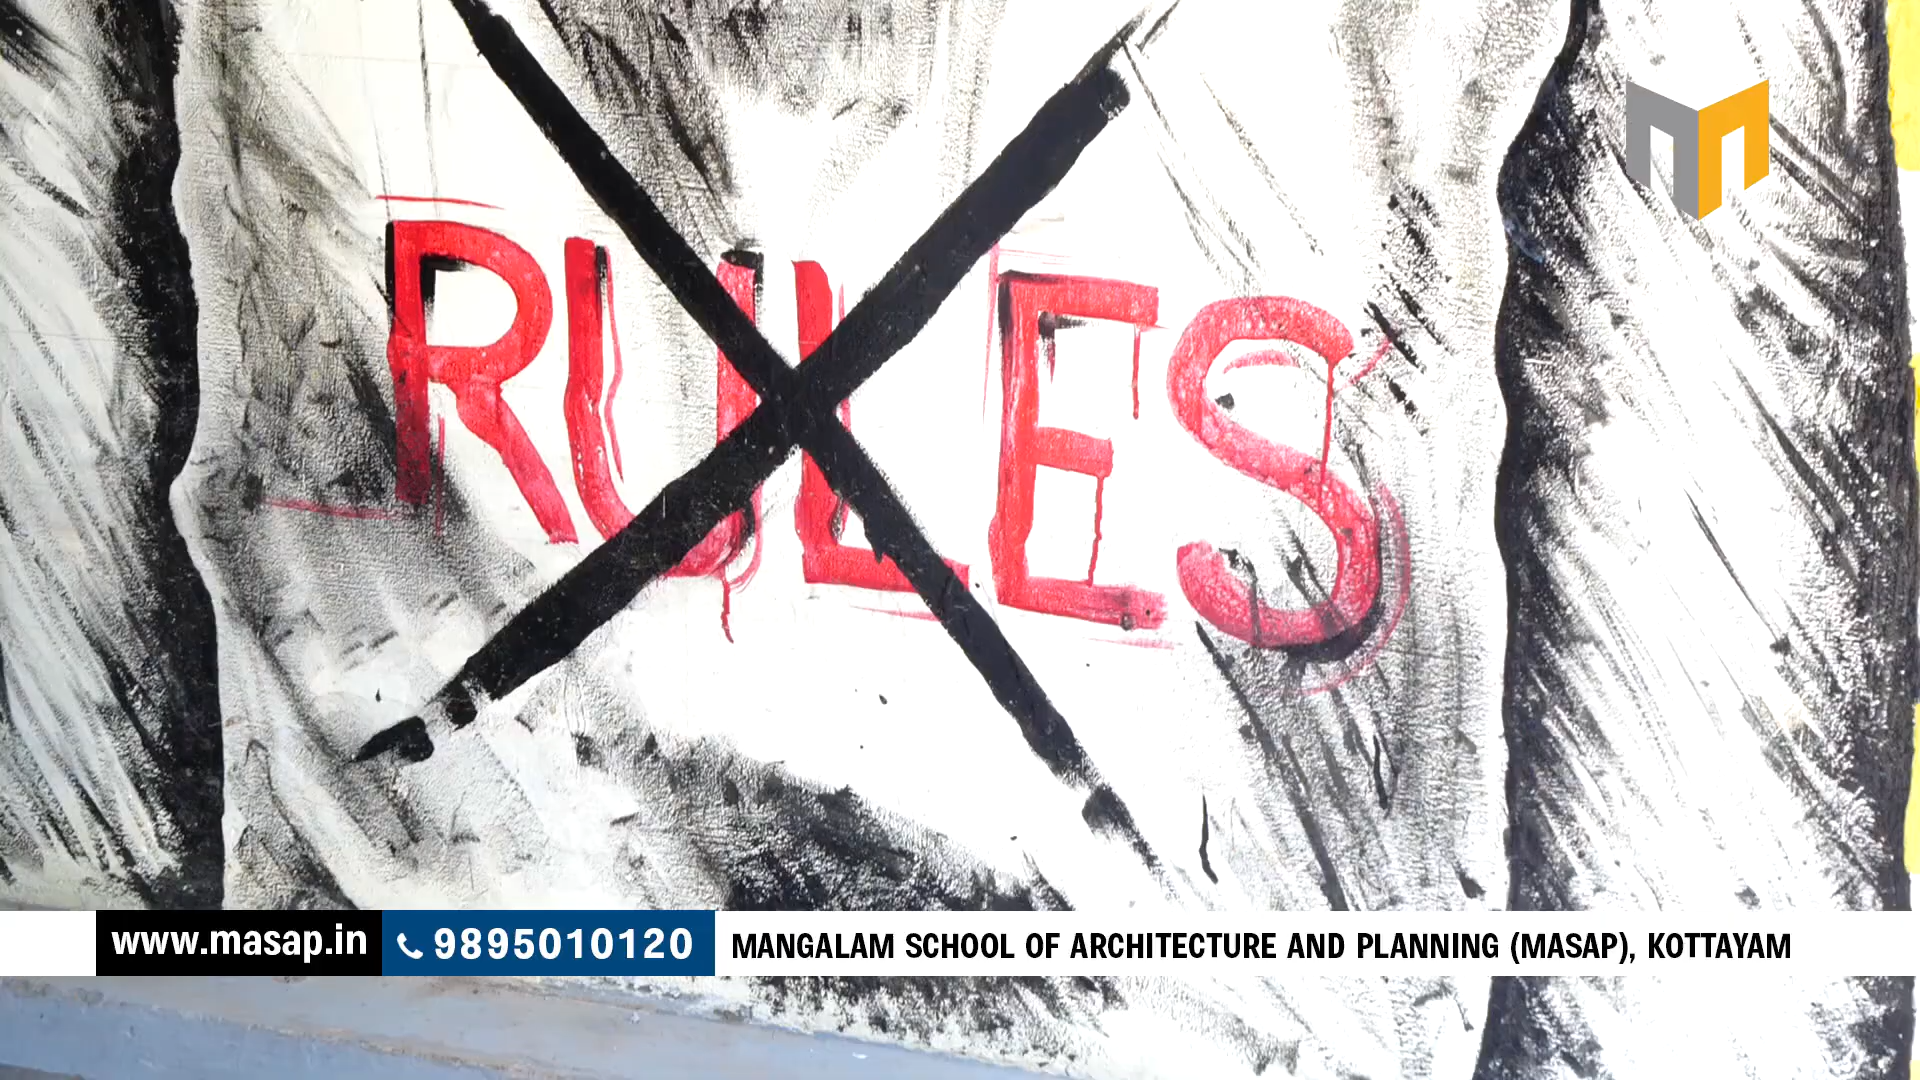 RULES
www.masap.in 9895010120 MANGALAM SCHOOL OF ARCHITECTURE AND PLANNING (MASAP), KOTTAYAM